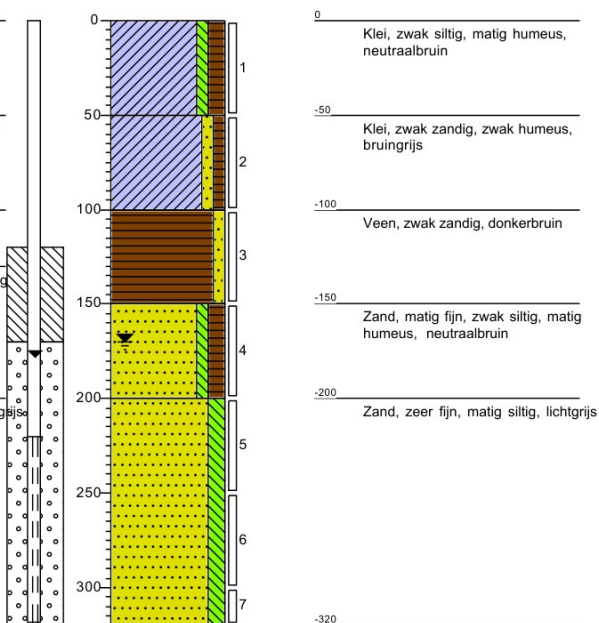 0
50
100
150
200
250
300
1
2
3
4
5
6
7
g
gijs
0
Klei, zwak siltig, matig humeus,
neutraalbruin
-50
Klei, zwak zandig, zwak humeus,
bruingrijs
-100
Veen, zwak zandig, donkerbruin
-150
Zand, matig fijn, zwak siltig, matig
humeus, neutraalbruin
-200
Zand, zeer fijn, matig siltig, lichtgrijs
-320